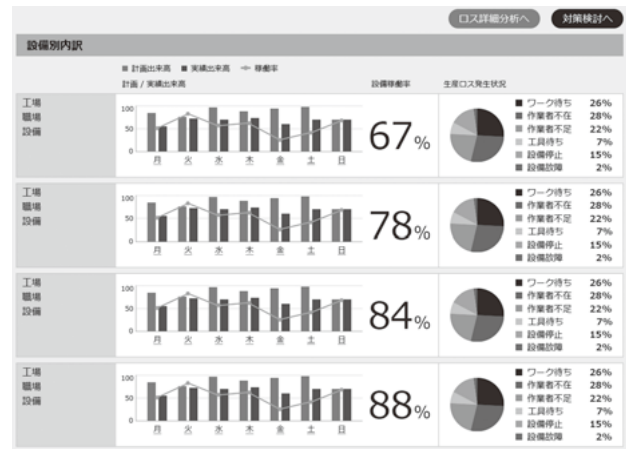 ロス詳細分析へ 対策検討へ
設備別内訳
計画出来高 実績出来高 稼働率
計画 / 実績出来高 設備稼働率 生産ロス発生状況
工場
職場
設備
100
50
0
月 火 水 木 金 土 日
67%
ワーク待ち 26%
作業者不在 28%
作業者不足 22%
工具待ち 7%
設備停止 15%
設備故障 2%
工場
職場
設備
100
50
0
月 火 水 木 金 土 日
78%
ワーク待ち 26%
作業者不在 28%
作業者不足 22%
工具待ち 7%
設備停止 15%
設備故障 2%
工場
職場
設備
100
50
0
月 火 水 木 金 土 日
84%
ワーク待ち 26%
作業者不在 28%
作業者不足 22%
工具待ち 7%
設備停止 15%
設備故障 2%
工場
職場
設備
100
50
0
月 火 水 木 金 土 日
88%
ワーク待ち 26%
作業者不在 28%
作業者不足 22%
工具待ち 7%
設備停止 15%
設備故障 2%